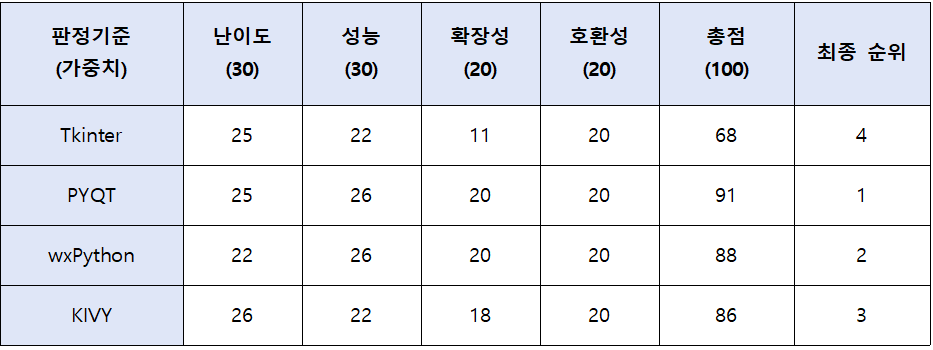 판정기준 (가중치) 난이도 (30) 성능 (30) 확장성 (20) 호환성 (20) 총점 (100) 최종 순위
Tkinter 25 22 11 20 68 4
PYQT 25 26 20 20 91 1
wxPython 22 26 20 20 88 2
KIVY 26 22 18 20 86 3